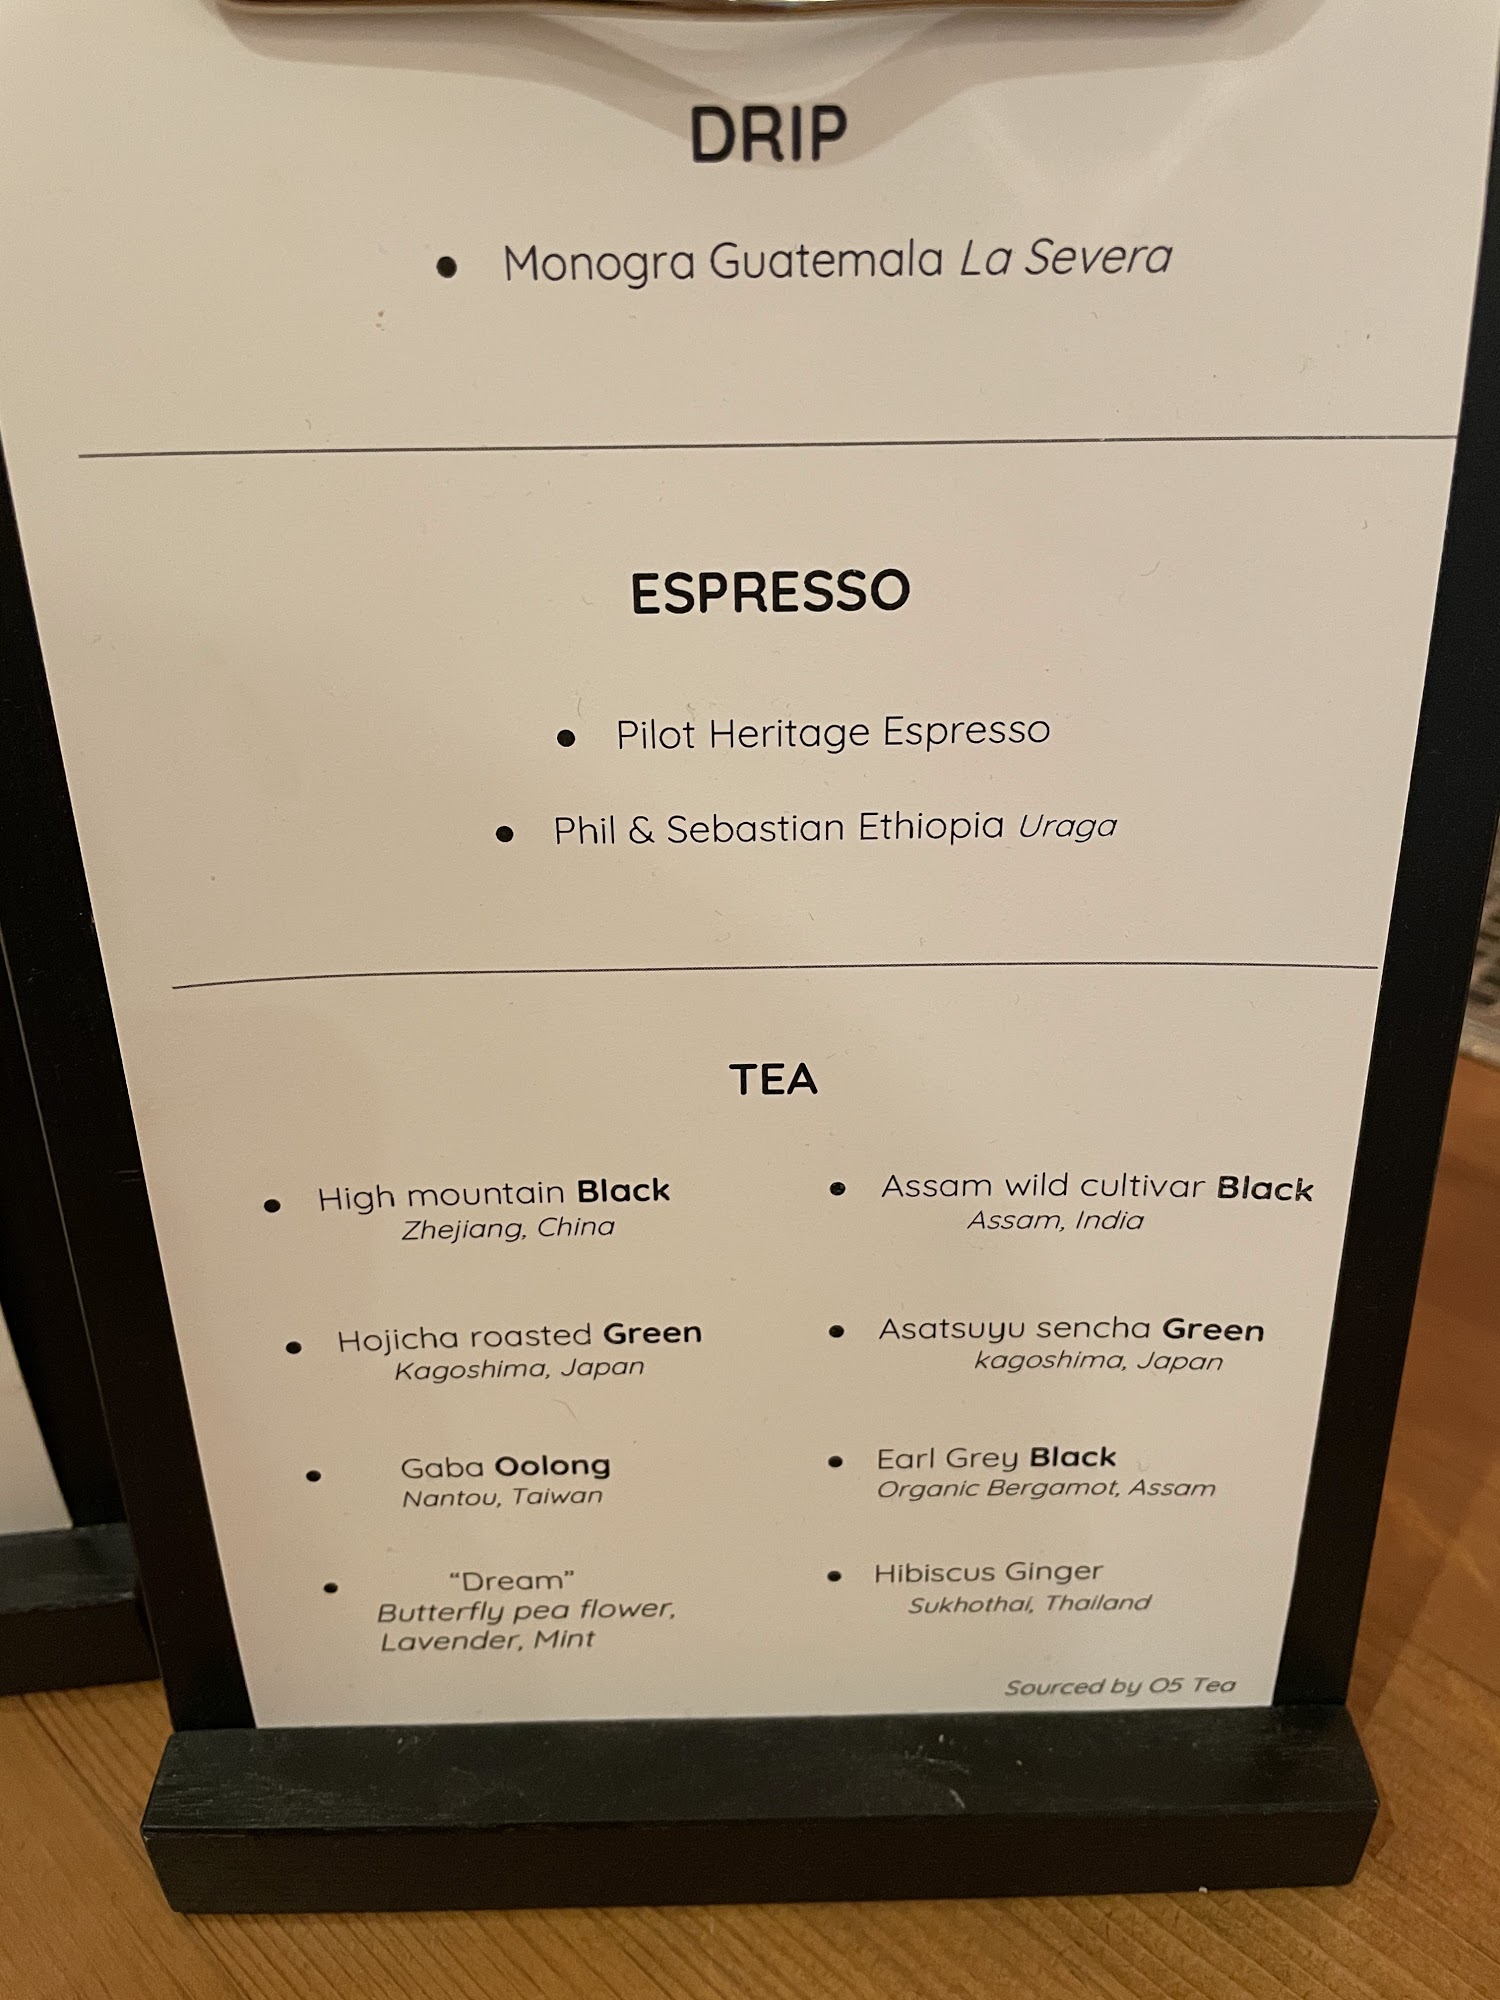 DRIP
• Monogra Guatemala La Severa
ESPRESSO
• Pilot Heritage Espresso
• Phil & Sebastian Ethiopia Uraga
TEA
• High mountain Black
Zhejiang, China
• Hojicha roasted Green
Kagoshima, Japan
• Gaba Oolong
Nantou, Taiwan
• “Dream”
Butterfly pea flower,
Lavender, Mint
• Assam wild cultivar Black
Assam, India
• Asatsuyu sencha Green
kagoshima, Japan
• Earl Grey Black
Organic Bergamot, Assam
• Hibiscus Ginger
Sukhothai, Thailand
Sourced by O5 Tea